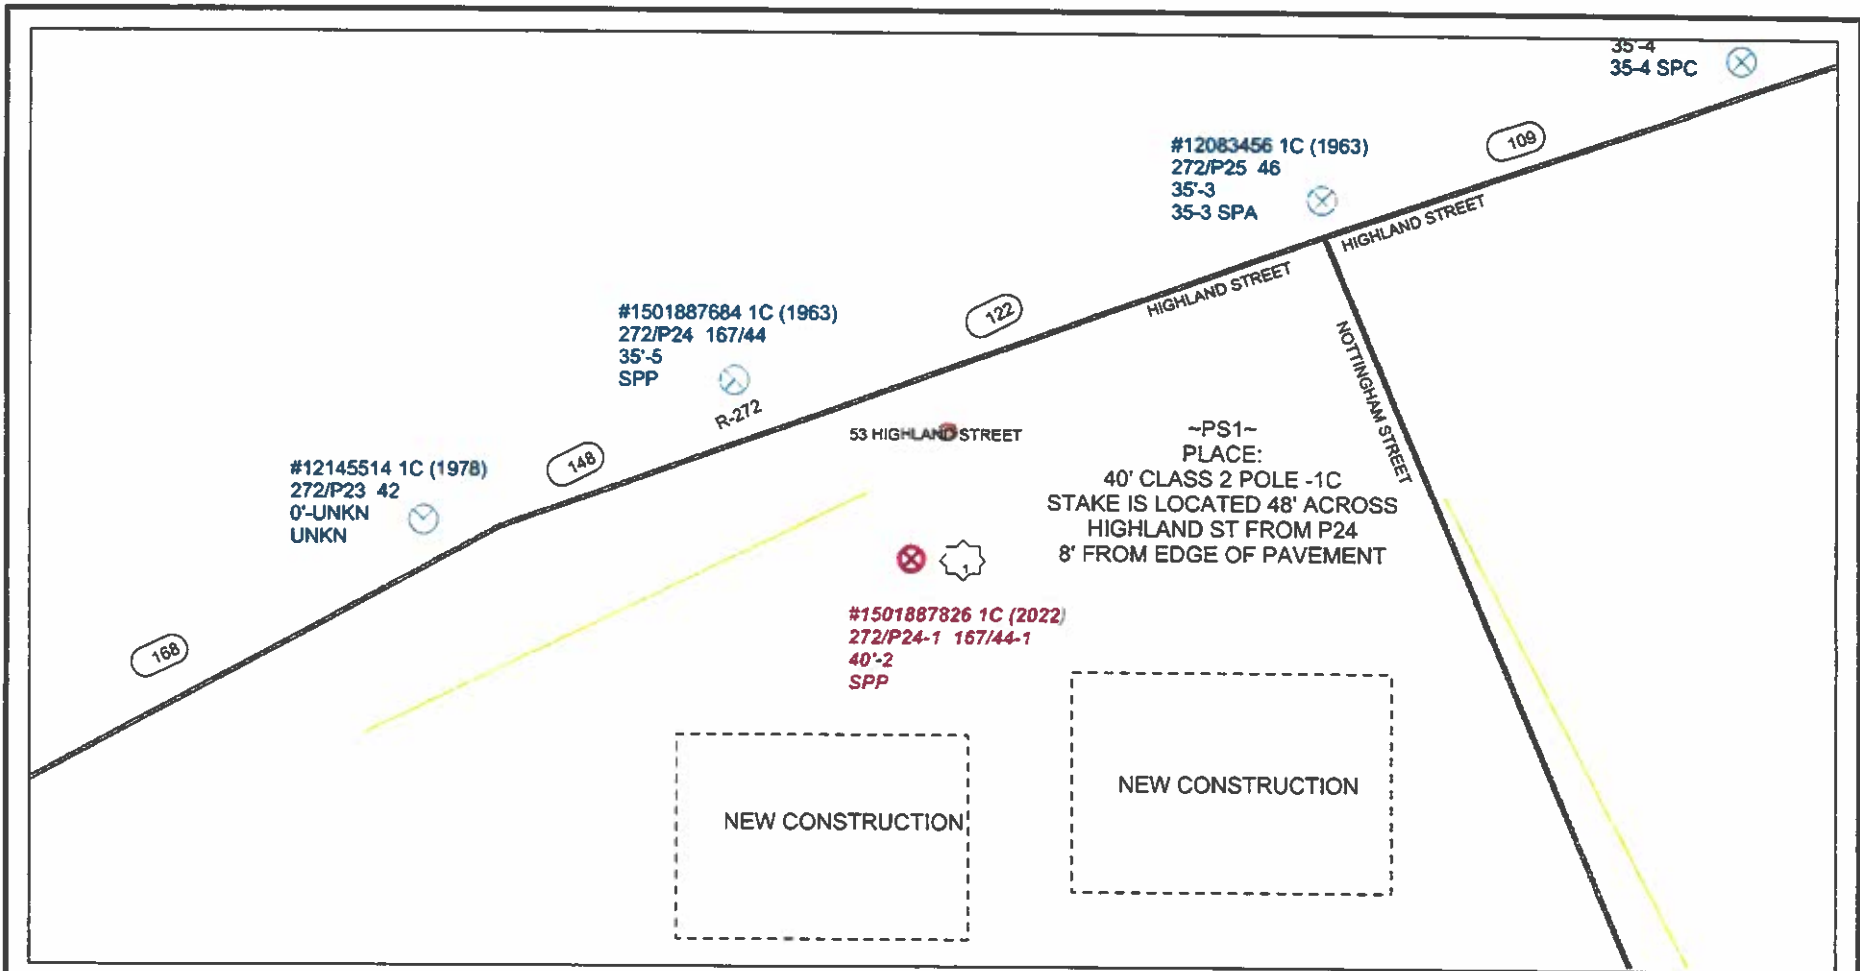 35'-4
35-4 SPC
109
#12083456 1C (1963)
272/P25 46
35'-3
35-3 SPA
HIGHLAND STREET
HIGHLAND STREET
122
#1501887684 1C (1963)
272/P24 167/44
35'-5
SPP
R-272
NOTTINGHAM STREET
53 HIGHLAND STREET
~PS1~
PLACE:
40' CLASS 2 POLE -1C
STAKE IS LOCATED 48' ACROSS
HIGHLAND ST FROM P24
8' FROM EDGE OF PAVEMENT
148
#12145514 1C (1978)
272/P23 42
0'-UNKN
UNKN
1
#1501887826 1C (2022)
272/P24-1 167/44-1
40'-2
SPP
168
NEW CONSTRUCTION
NEW CONSTRUCTION